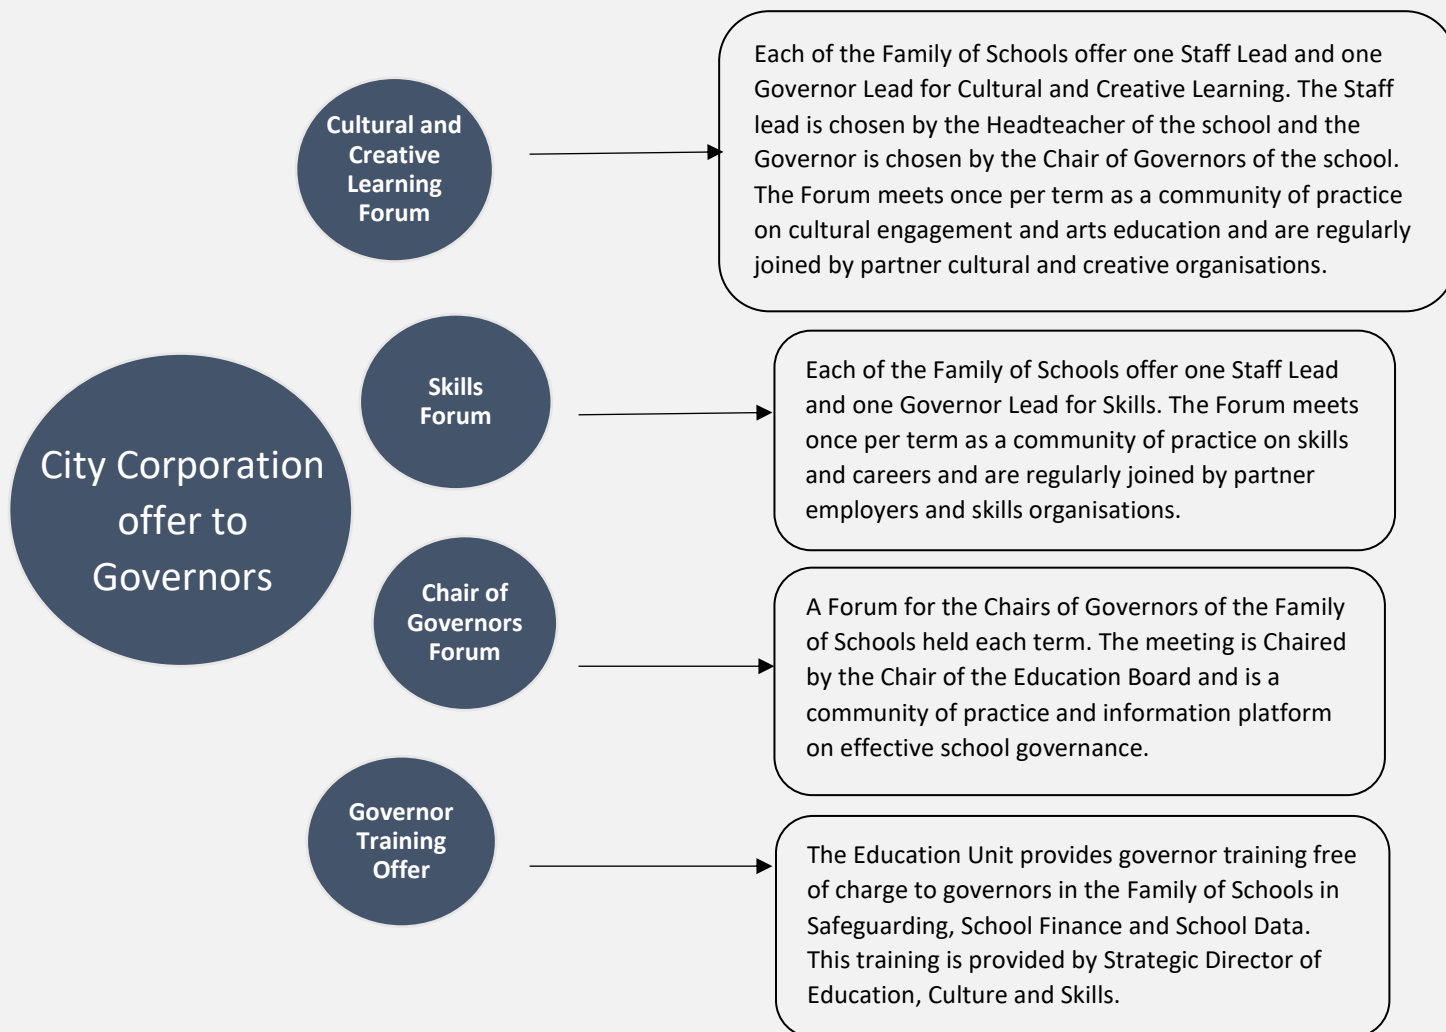 Cultural and
Creative
Learning
Forum
Each of the Family of Schools offer one Staff Lead and one
Governor Lead for Cultural and Creative Learning. The Staff
lead is chosen by the Headteacher of the school and the
Governor is chosen by the Chair of Governors of the school.
The Forum meets once per term as a community of practice
on cultural engagement and arts education and are regularly
joined by partner cultural and creative organisations.
City Corporation
offer to
Governors
Skills
Forum
Each of the Family of Schools offer one Staff Lead
and one Governor Lead for Skills. The Forum meets
once per term as a community of practice on skills
and careers and are regularly joined by partner
employers and skills organisations.
Chair of
Governors
Forum
A Forum for the Chairs of Governors of the Family
of Schools held each term. The meeting is Chaired
by the Chair of the Education Board and is a
community of practice and information platform
on effective school governance.
Governor
Training
Offer
The Education Unit provides governor training free
of charge to governors in the Family of Schools in
Safeguarding, School Finance and School Data.
This training is provided by Strategic Director of
Education, Culture and Skills.